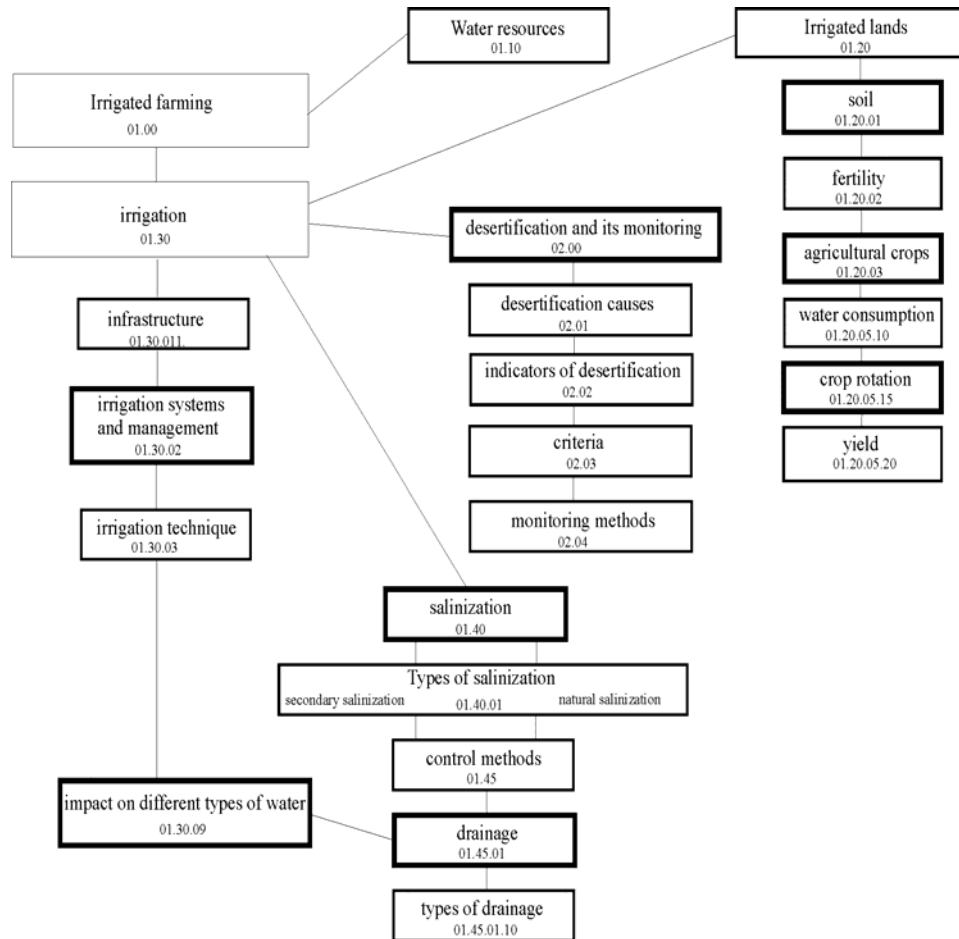 Water resources
01.10
Irrigated lands
01.20
Irrigated farming
01.00
soil
01.20.01
fertility
01.20.02
irrigation
01.30
desertification and its monitoring
02.00
agricultural crops
01.20.03
infrastructure
01.30.011.
desertification causes
02.01
water consumption
01.20.05.10
indicators of desertification
02.02
crop rotation
01.20.05.15
irrigation systems
and management
01.30.02
criteria
02.03
yield
01.20.05.20
irrigation technique
01.30.03
monitoring methods
02.04
salinization
01.40
Types of salinization
secondary salinization
01.40.01
natural salinization
control methods
01.45
impact on different types of water
01.30.09
drainage
01.45.01
types of drainage
01.45.01.10